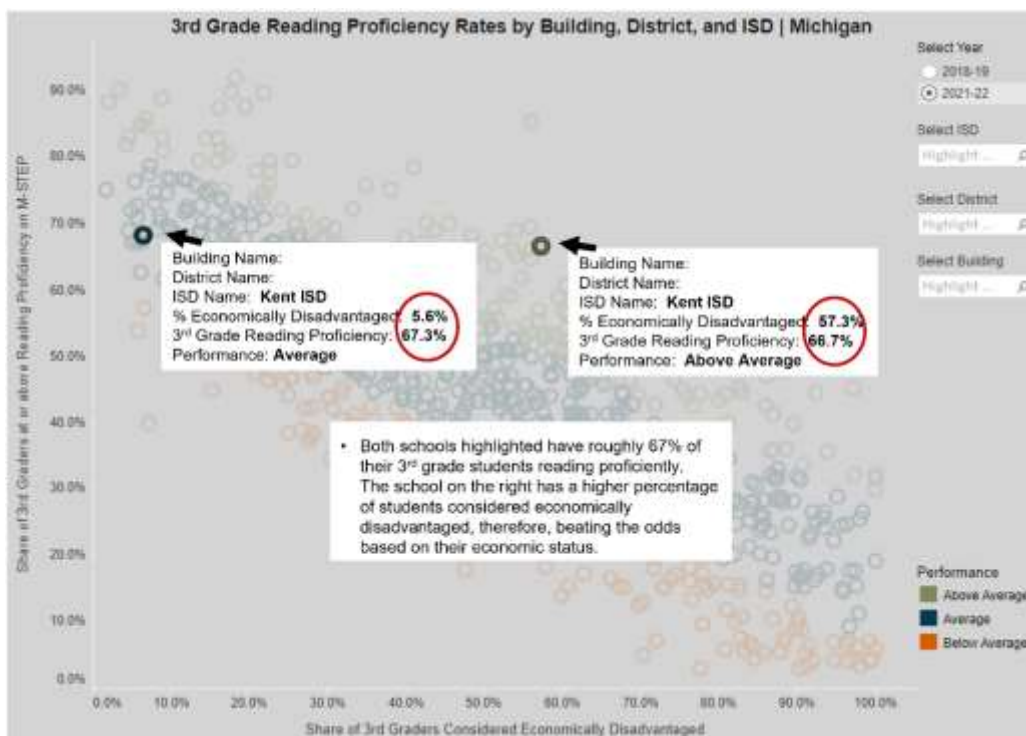 3rd Grade Reading Proficiency Rates by Building, District, and ISD | Michigan
Select Year
2018-19
2021-22
Select ISD
Highlight ...
Select District
Highlight ...
Select Building
Highlight ...
Share of 3rd Graders at or above Reading Proficiency on M-STEP
90.0%
80.0%
70.0%
60.0%
50.0%
40.0%
30.0%
20.0%
10.0%
0.0%
Building Name:
District Name:
ISD Name: Kent ISD
% Economically Disadvantaged: 5.6%
3rd Grade Reading Proficiency: 67.3%
Performance: Average
Building Name:
District Name:
ISD Name: Kent ISD
% Economically Disadvantaged: 57.3%
3rd Grade Reading Proficiency: 66.7%
Performance: Above Average
• Both schools highlighted have roughly 67% of
their 3rd grade students reading proficiently.
The school on the right has a higher percentage
of students considered economically
disadvantaged, therefore, beating the odds
based on their economic status.
Performance
Above Average
Average
Below Average
0.0% 10.0% 20.0% 30.0% 40.0% 50.0% 60.0% 70.0% 80.0% 90.0% 100.0%
Share of 3rd Graders Considered Economically Disadvantaged